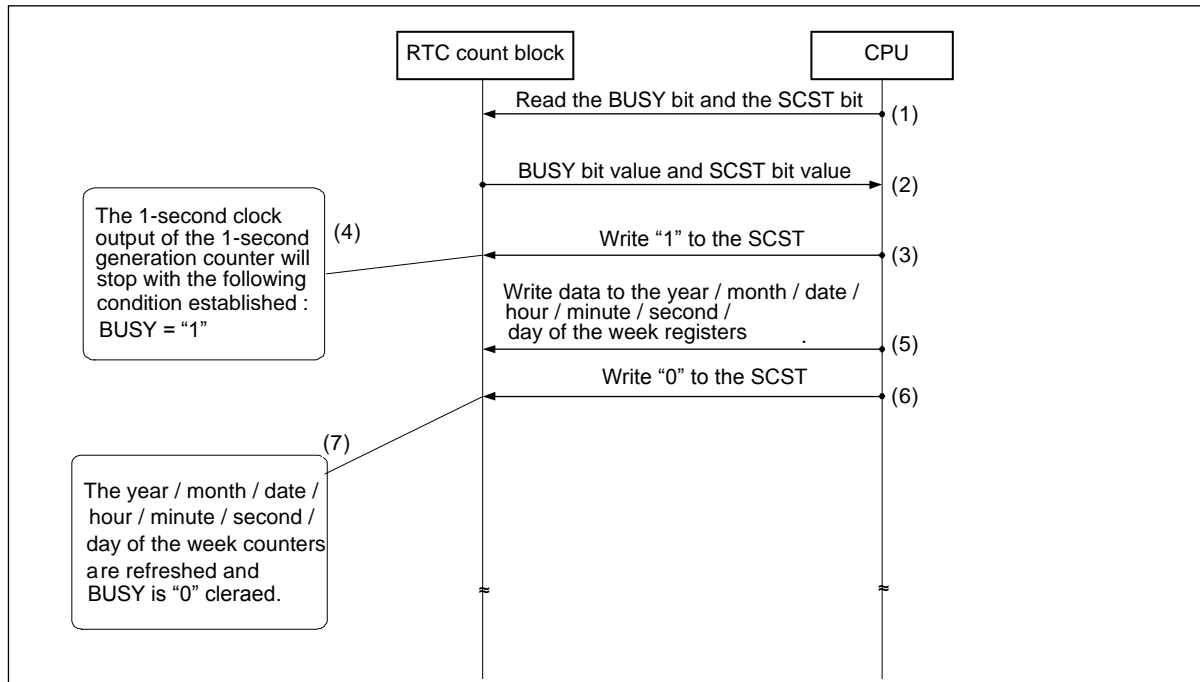 RTC count block
CPU
Read the BUSY bit and the SCST bit
(1)
BUSY bit value and SCST bit value
(2)
The 1-second clock
output of the 1-second
generation counter will
stop with the following
condition established :
BUSY = “1”
(4)
Write “1” to the SCST
(3)
Write data to the year / month / date /
hour / minute / second /
day of the week registers .
(5)
Write “0” to the SCST
(6)
(7)
The year / month / date /
hour / minute / second /
day of the week counters
are refreshed and
BUSY is “0” cleraed.
≈
≈